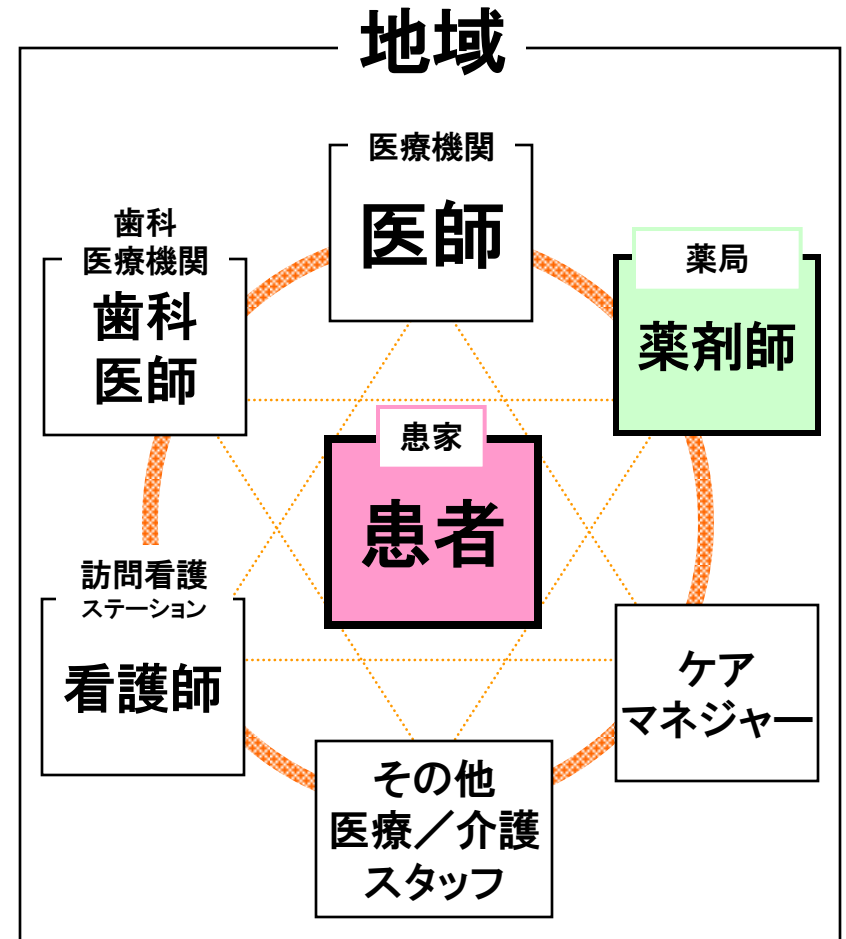 地域
医療機関
医師
歯科
医療機関
歯科
医師
薬局
薬剤師
患家
患者
訪問看護
ステーション
看護師
ケア
マネジャー
その他
医療／介護
スタッフ